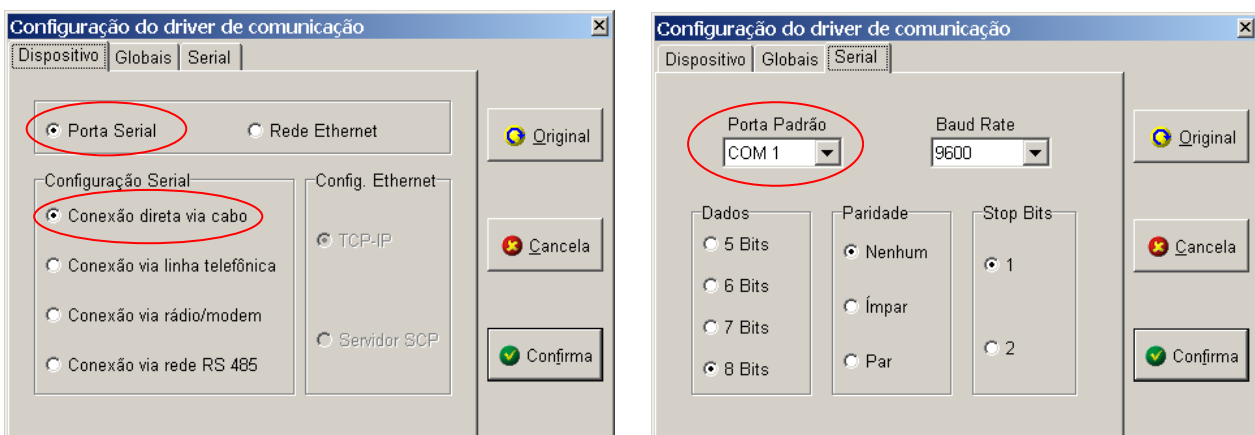 Configuração do driver de comunicação
Dispositivo Globais Serial
Porta Serial Rede Ethernet
Original
Configuração Serial Config. Ethernet
Conexão direta via cabo
TCP-IP
Cancela
Conexão via linha telefônica
Conexão via rádio/modem
Servidor SCP
Confirma
Conexão via rede RS 485
Configuração do driver de comunicação
Dispositivo Globais Serial
Porta Padrão Baud Rate
Original
COM 1 9600
Dados Paridade Stop Bits
5 Bits Nenhum 1
Cancela
6 Bits
Ímpar
7 Bits
2
Confirma
8 Bits Par